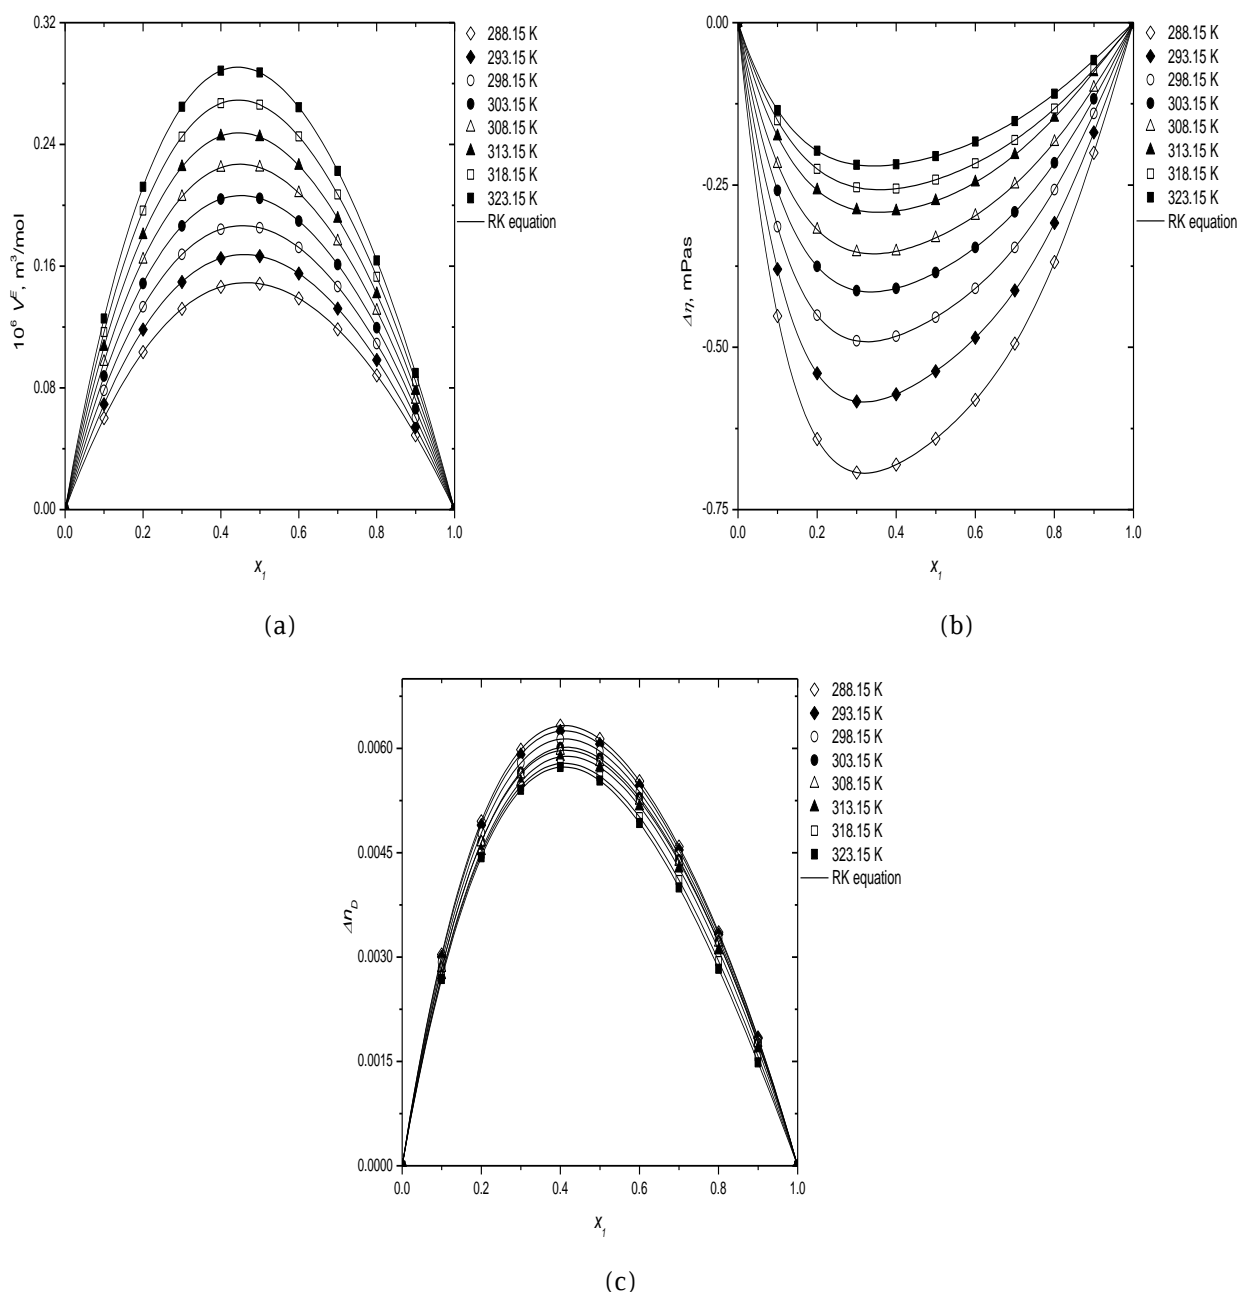 0.32
0.24
0.16
0.08
0.00
10⁶ Vᴱ, m³/mol
0.0 0.2 0.4 0.6 0.8 1.0
x₁
288.15 K
293.15 K
298.15 K
303.15 K
308.15 K
313.15 K
318.15 K
323.15 K
RK equation
(a)
0.00
-0.25
-0.50
-0.75
Δη, mPas
0.0 0.2 0.4 0.6 0.8 1.0
x₁
288.15 K
293.15 K
298.15 K
303.15 K
308.15 K
313.15 K
318.15 K
323.15 K
RK equation
(b)
0.0060
0.0045
0.0030
0.0015
0.0000
Δn_D
0.0 0.2 0.4 0.6 0.8 1.0
x₁
288.15 K
293.15 K
298.15 K
303.15 K
308.15 K
313.15 K
318.15 K
323.15 K
RK equation
(c)